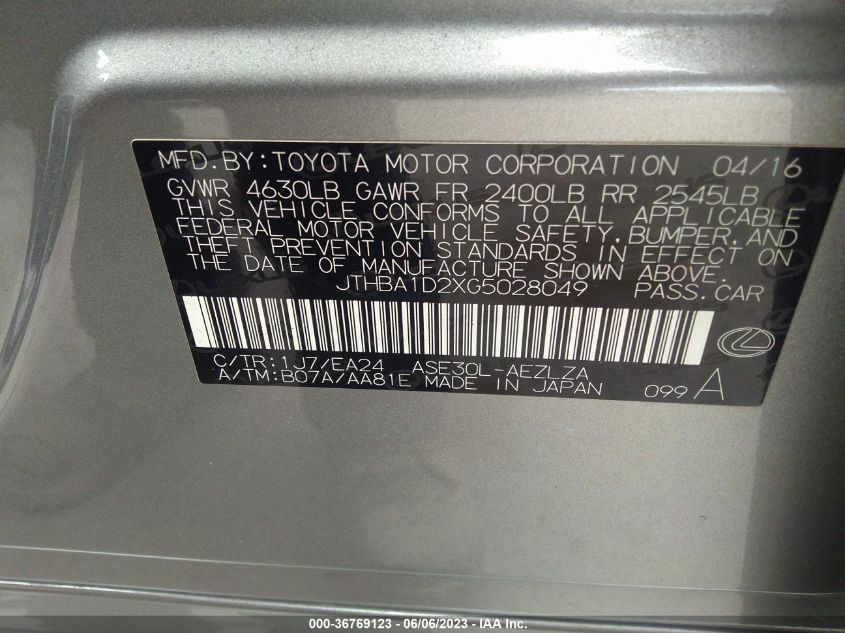 MFD.BY:TOYOTA MOTOR CORPORATION 04/16
GVWR 4630LB GAWR FR 2400LB RR 2545LB
THIS VEHICLE CONFORMS TO ALL APPLICABLE
FEDERAL MOTOR VEHICLE SAFETY,BUMPER,AND
THEFT PREVENTION STANDARDS IN EFFECT ON
THE DATE OF MANUFACTURE SHOWN ABOVE.
JTHBA1D2XG5028049 PASS.CAR
C/TR:1J7/EA24 ASE30L-AEZLZA
A/TM:B07A/AA81E MADE IN JAPAN 099 A
000-36769123 - 06/06/2023 - IAA Inc.